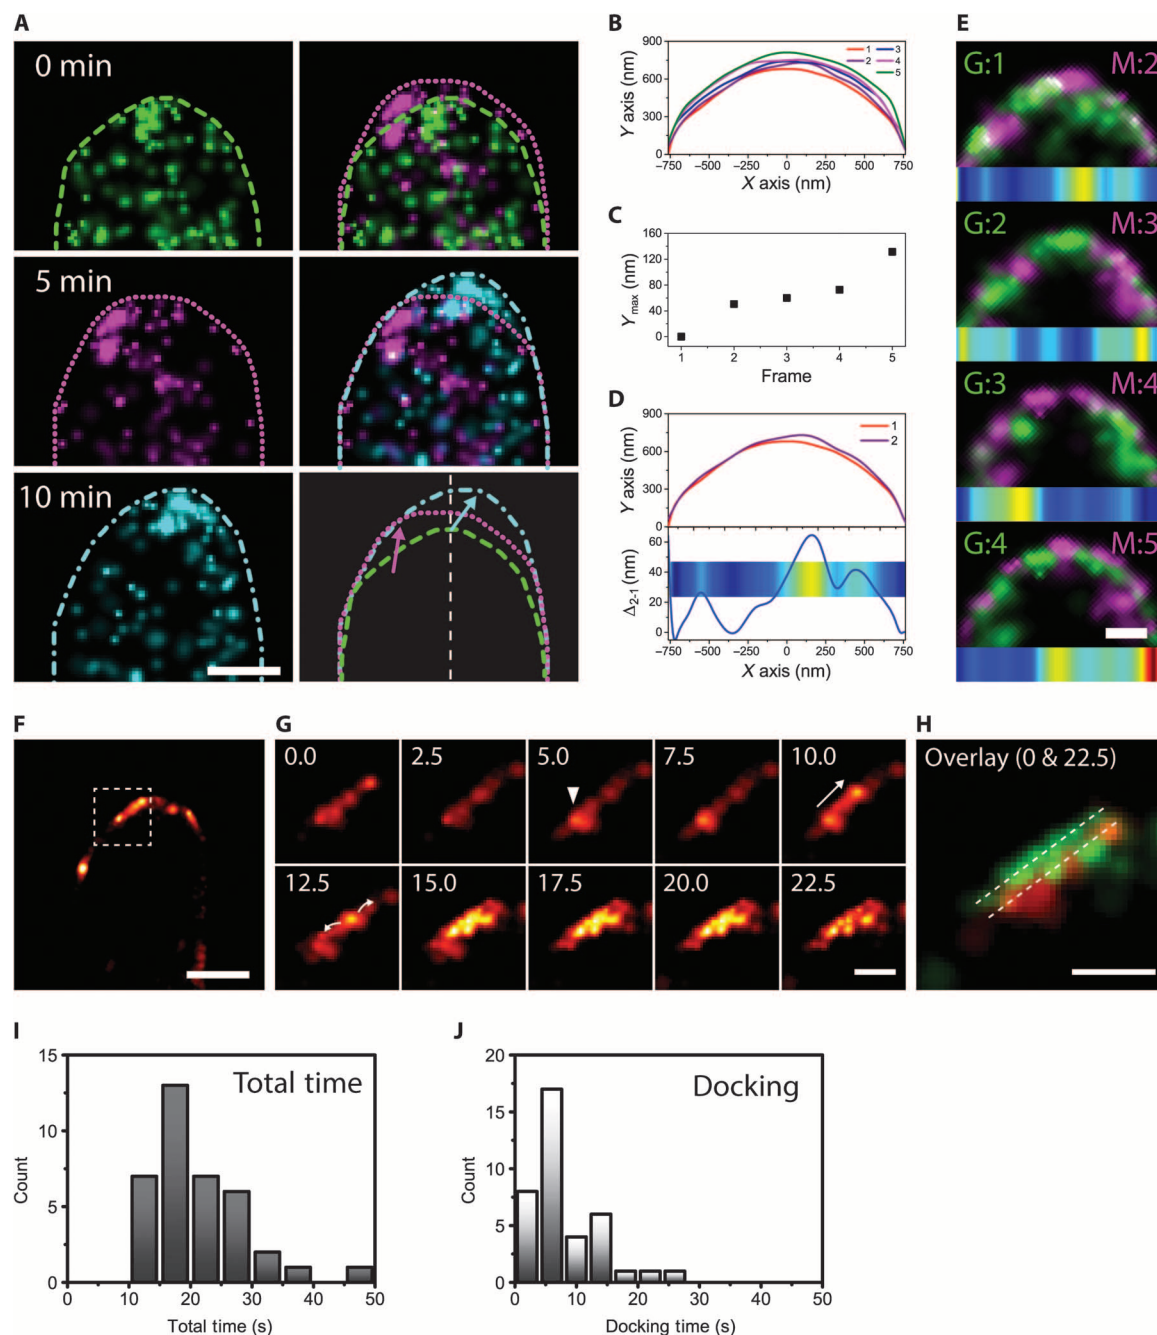 A
0 min
5 min
10 min
B
Y axis (nm)
900
600
300
0
1 3
2 4
5
−750 −500 −250 0 250 500 750
X axis (nm)
C
Ymax (nm)
160
120
80
40
0
1 2 3 4 5
Frame
D
Y axis (nm)
900
600
300
0
1
2
Δ2-1 (nm)
60
40
20
0
−750 −500 −250 0 250 500 750
X axis (nm)
E
G:1 M:2
G:2 M:3
G:3 M:4
G:4 M:5
F
G
0.0 2.5 5.0 7.5 10.0
12.5 15.0 17.5 20.0 22.5
H
Overlay (0 & 22.5)
I
Total time
Count
15
10
5
0
0 10 20 30 40 50
Total time (s)
J
Docking
Count
20
15
10
5
0
0 10 20 30 40 50
Docking time (s)